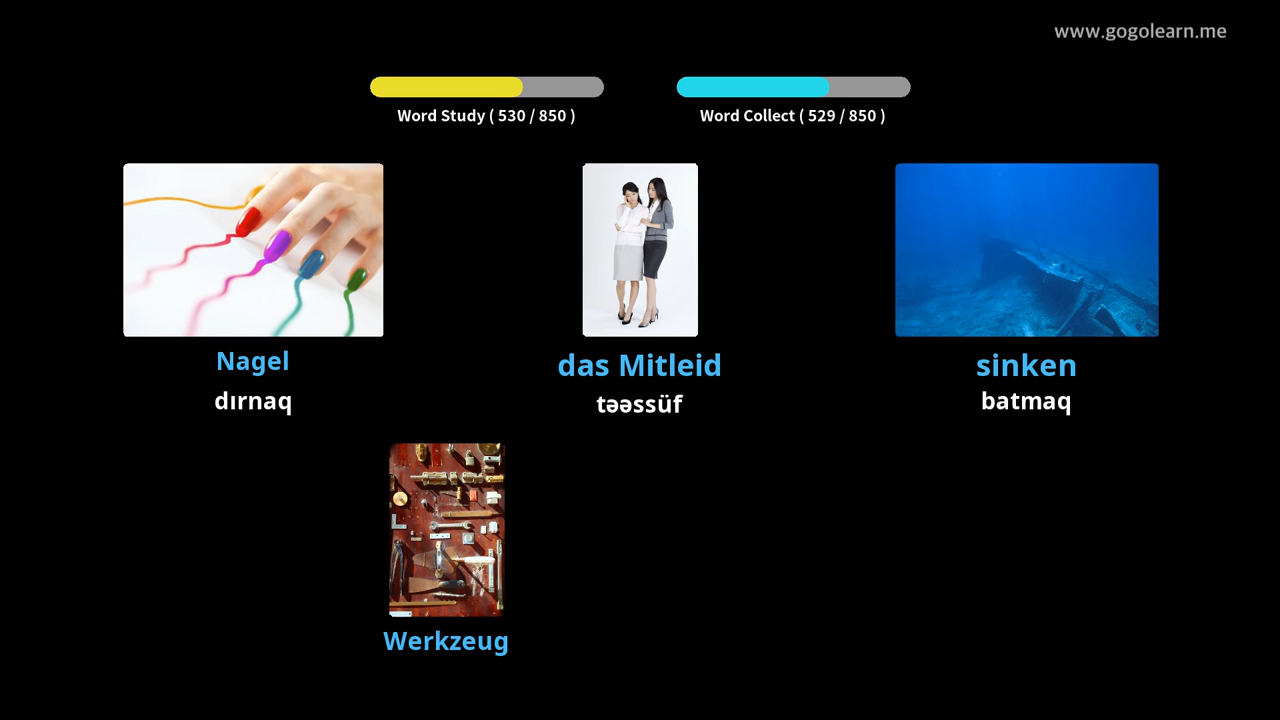 www.gogolearn.me
Word Study ( 530 / 850 )
Word Collect ( 529 / 850 )
Nagel
dırnaq
das Mitleid
təəssüf
sinken
batmaq
Werkzeug